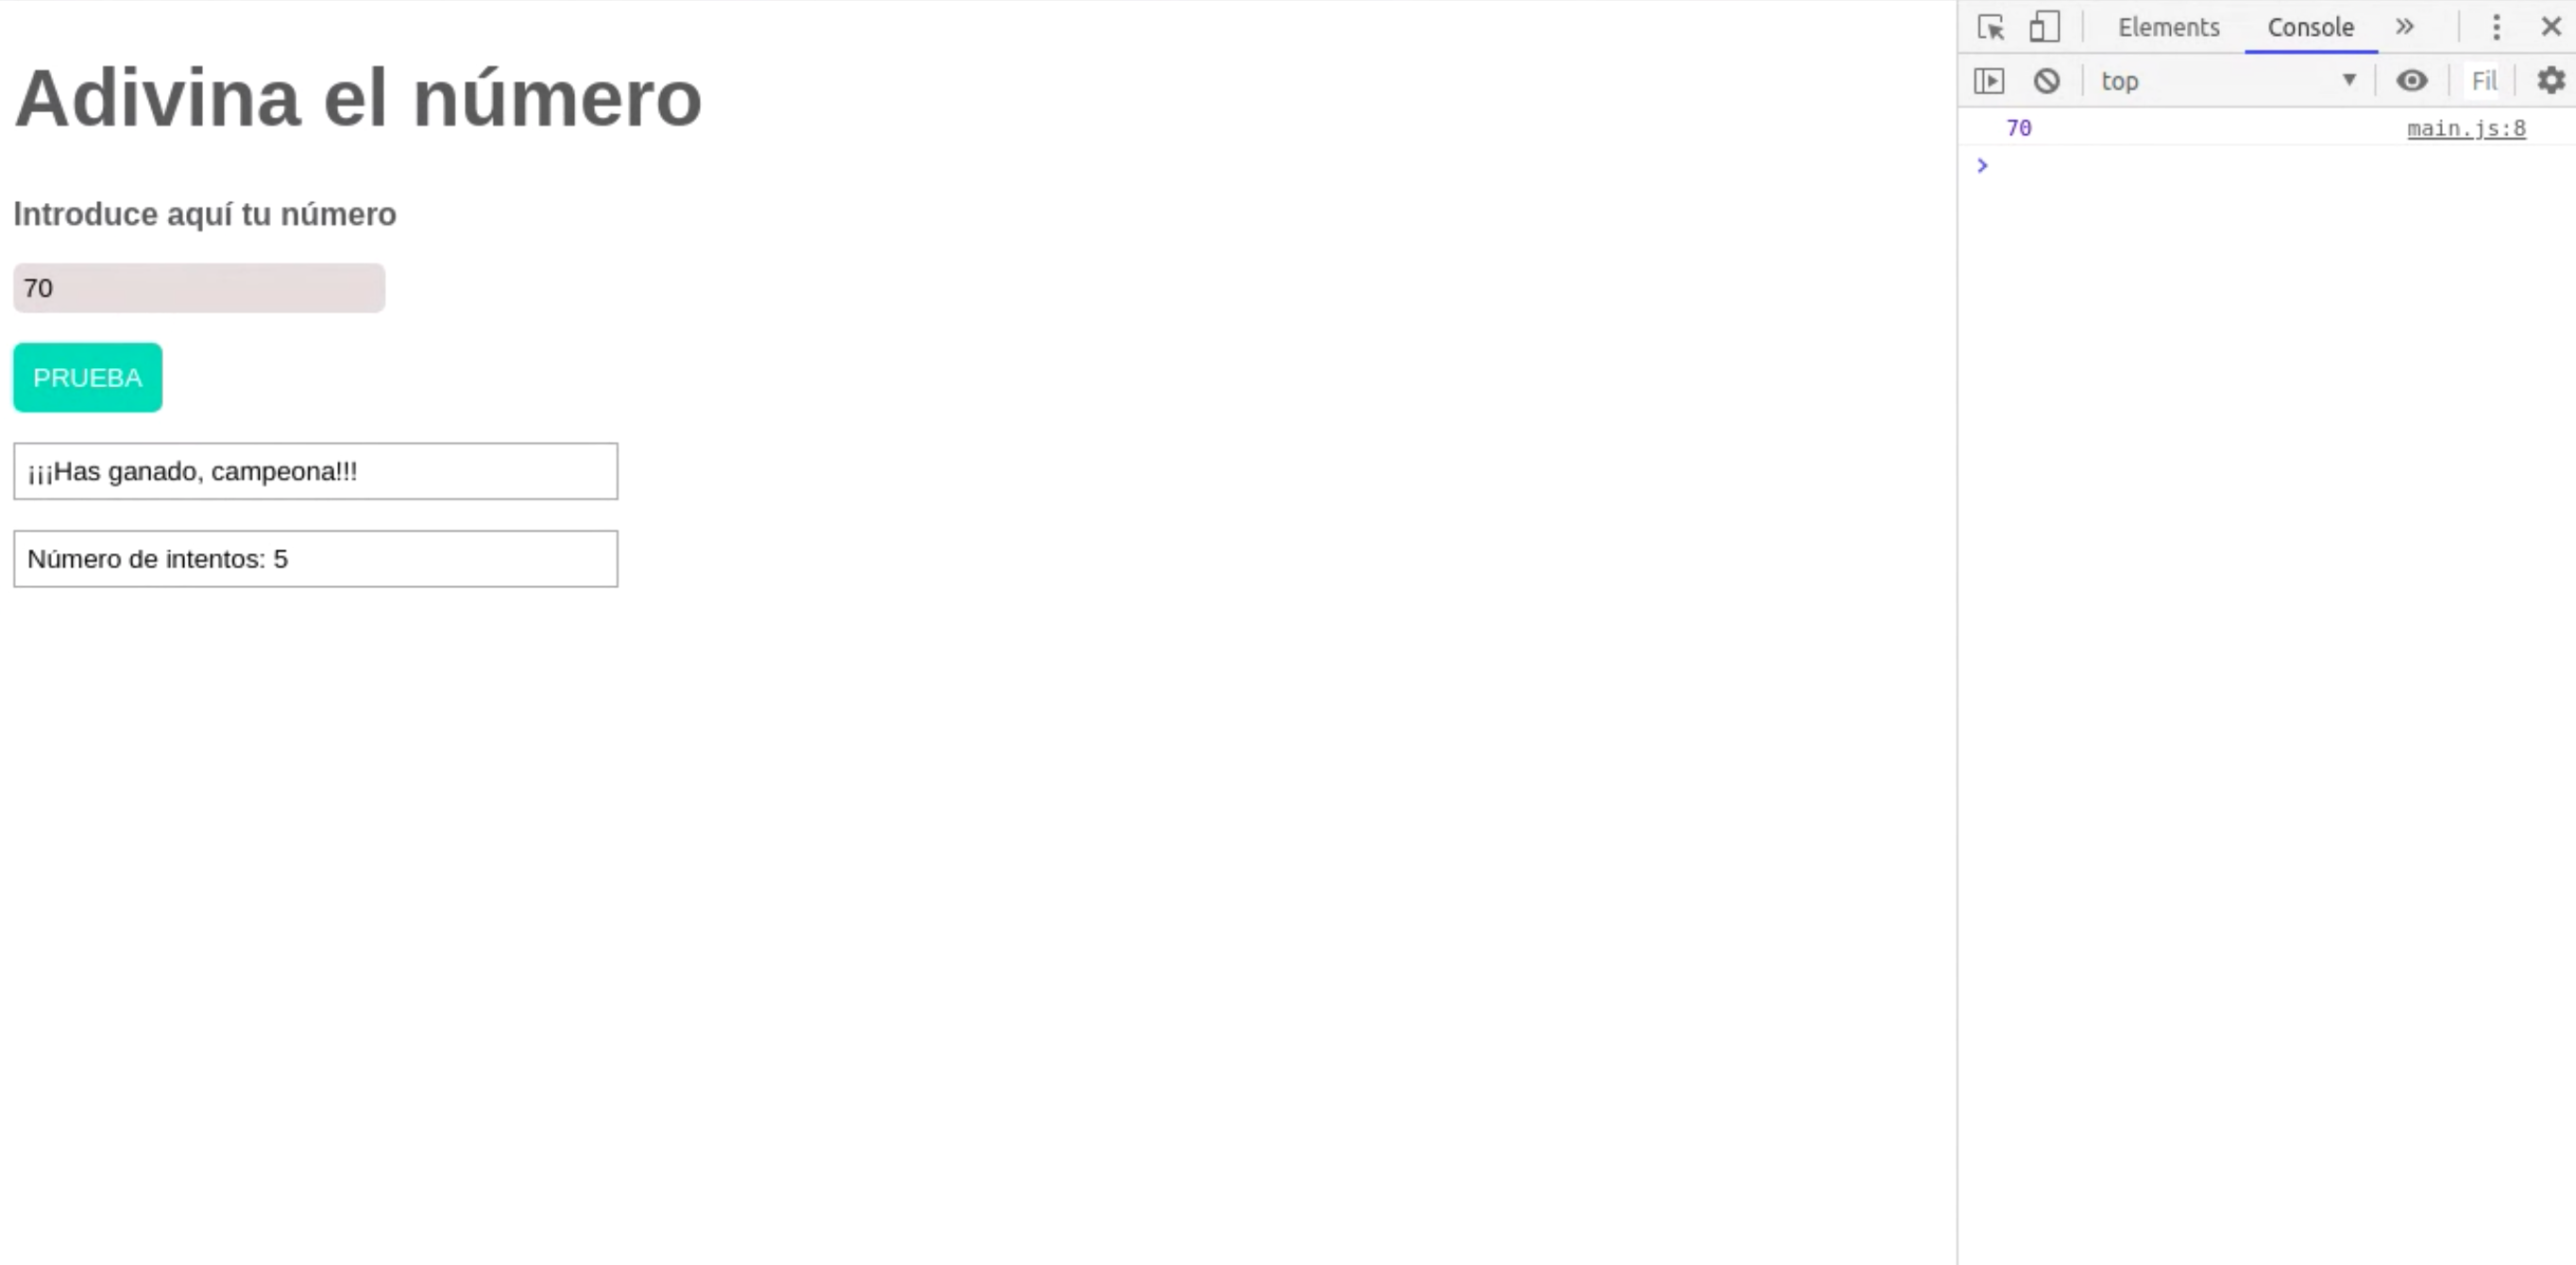 Adivina el número
Introduce aquí tu número
70
PRUEBA
¡¡¡Has ganado, campeona!!!
Número de intentos: 5
Elements Console
top Fil
70 main.js:8